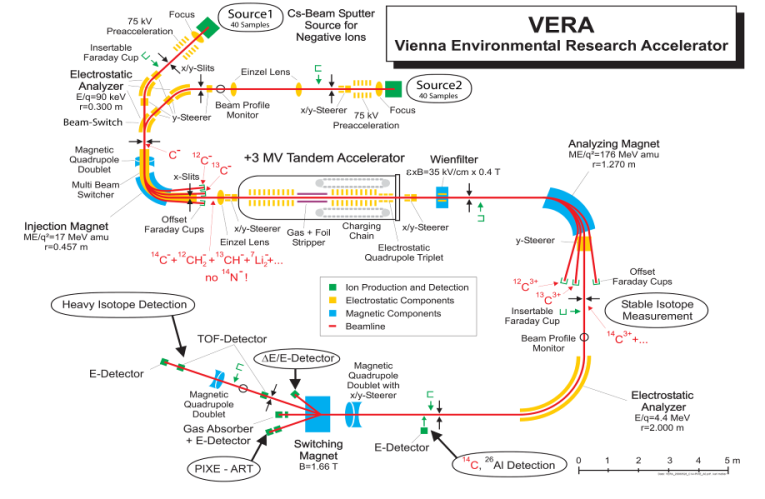 VERA
Vienna Environmental Research Accelerator
Focus
Source1
40 Samples
Cs-Beam Sputter
Source for
Negative Ions
75 kV
Preacceleration
Insertable
Faraday Cup
x/y-Slits
Electrostatic
Analyzer
E/q=90 keV
r=0.300 m
Beam-Switch
y-Steerer
Einzel Lens
Beam Profile
Monitor
x/y-Steerer
75 kV
Preacceleration
Focus
Source2
40 Samples
C⁻
Magnetic
Quadrupole
Doublet
Multi Beam
Switcher
¹²C⁻
¹³C⁻
x-Slits
Injection Magnet
ME/q²=17 MeV amu
r=0.457 m
Offset
Faraday Cups
x/y-Steerer
Einzel Lens
¹⁴C⁻+¹²CH₂⁻+¹³CH⁻+⁷Li₂⁻+...
no ¹⁴N⁻!
+3 MV Tandem Accelerator
Gas + Foil
Stripper
Charging
Chain
Electrostatic
Quadrupole Triplet
x/y-Steerer
Wienfilter
εxB=35 kV/cm x 0.4 T
Analyzing Magnet
ME/q²=176 MeV amu
r=1.270 m
y-Steerer
¹²C³⁺
¹³C³⁺
Offset
Faraday Cups
Insertable
Faraday Cup
Stable Isotope
Measurement
¹⁴C³⁺+...
Beam Profile
Monitor
Ion Production and Detection
Electrostatic Components
Magnetic Components
Beamline
Electrostatic
Analyzer
E/q=4.4 MeV
r=2.000 m
Heavy Isotope Detection
TOF-Detector
E-Detector
ΔE/E-Detector
Magnetic
Quadrupole
Doublet
Magnetic
Quadrupole
Doublet with
x/y-Steerer
Gas Absorber
+ E-Detector
PIXE - ART
Switching
Magnet
B=1.66 T
E-Detector
¹⁴C, ²⁶Al Detection
0 1 2 3 4 5 m